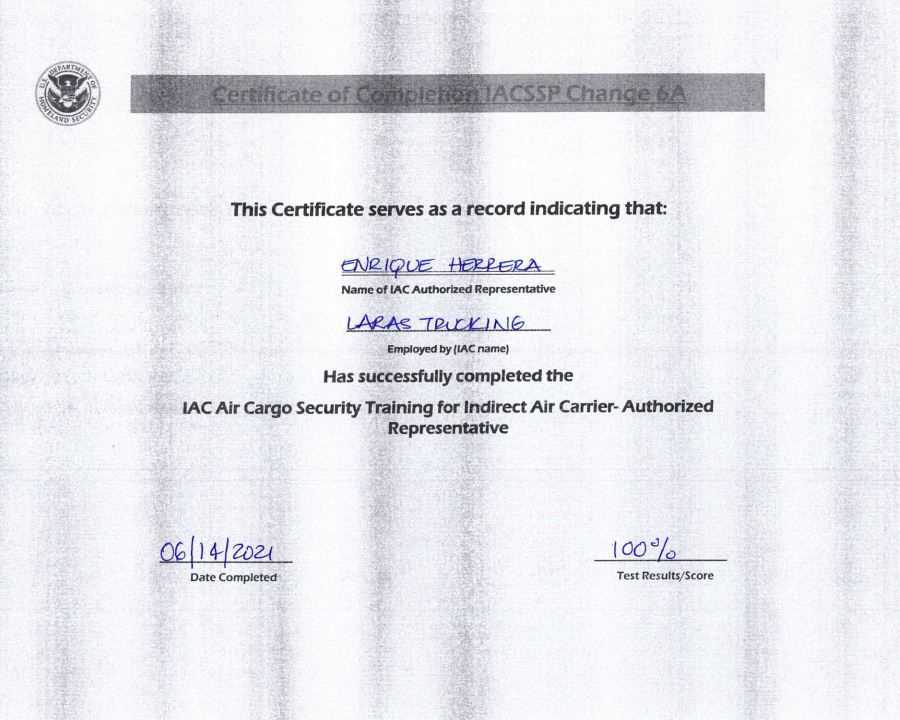 U.S. DEPARTMENT OF HOMELAND SECURITY
Certificate of Completion IACSSP Change 6A
This Certificate serves as a record indicating that:
ENRIQUE HERRERA
Name of IAC Authorized Representative
LARAS TRUCKING
Employed by (IAC name)
Has successfully completed the
IAC Air Cargo Security Training for Indirect Air Carrier- Authorized
Representative
06/14/2021
Date Completed
100%
Test Results/Score